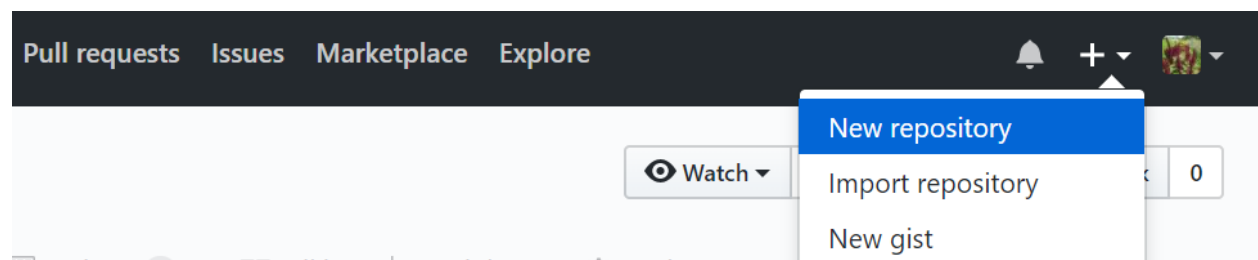 Pull requests Issues Marketplace Explore
New repository
Watch 0
Import repository
New gist